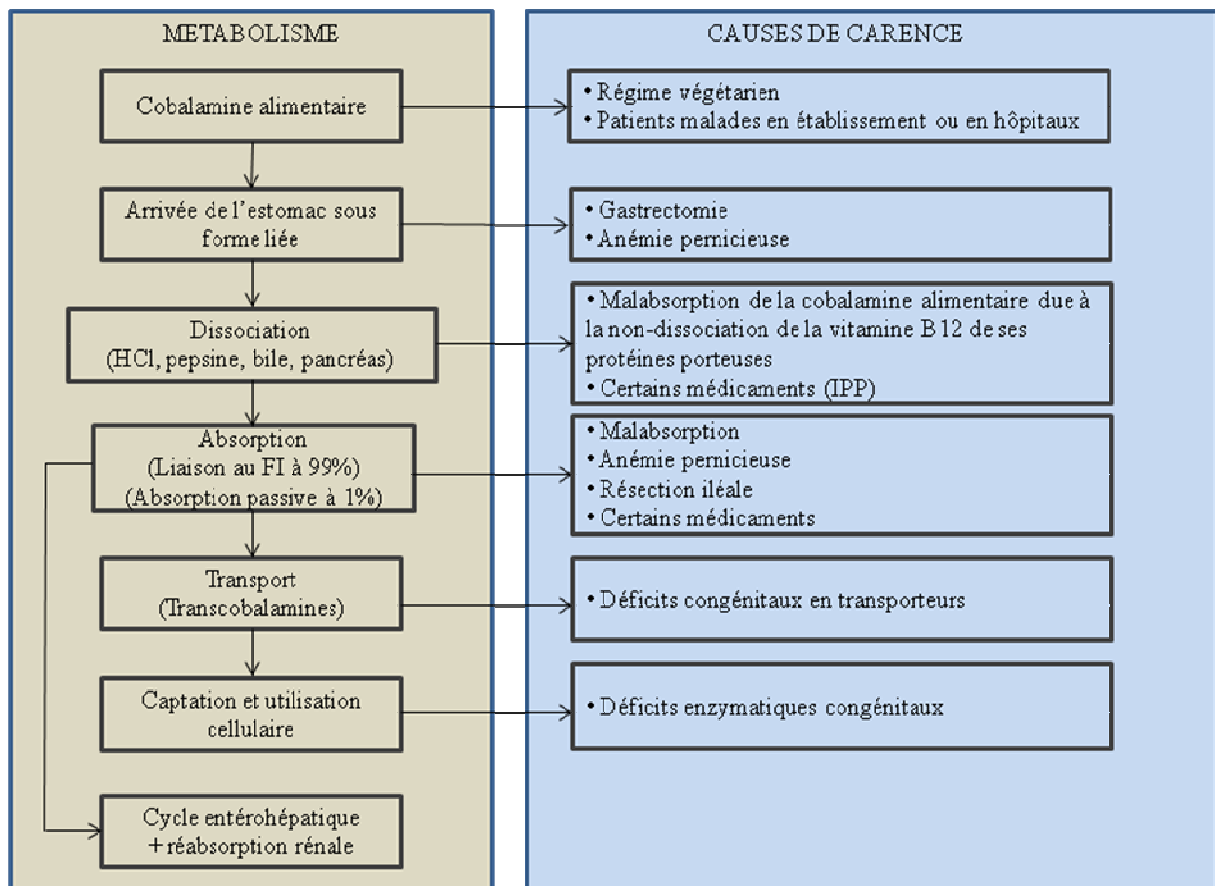 METABOLISME
CAUSES DE CARENCE
Cobalamine alimentaire
• Régime végétarien
• Patients malades en établissement ou en hôpitaux
Arrivée de l’estomac sous
forme liée
• Gastrectomie
• Anémie pernicieuse
Dissociation
(HCl, pepsine, bile, pancréas)
• Malabsorption de la cobalamine alimentaire due à
la non-dissociation de la vitamine B 12 de ses
protéines porteuses
• Certains médicaments (IPP)
Absorption
(Liaison au FI à 99%)
(Absorption passive à 1%)
• Malabsorption
• Anémie pernicieuse
• Résection iléale
• Certains médicaments
Transport
(Transcobalamines)
• Déficits congénitaux en transporteurs
Captation et utilisation
cellulaire
• Déficits enzymatiques congénitaux
Cycle entérohépatique
+ réabsorption rénale